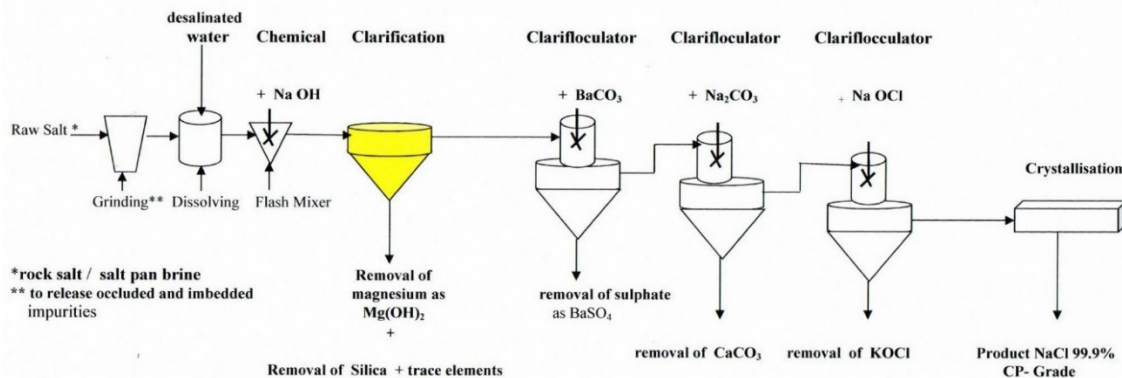 desalinated
water
Chemical
Clarification
Clarifloculator
Clarifloculator
Clariflocculator
+ Na OH
+ BaCO₃
+ Na₂CO₃
+ Na OCl
Raw Salt *
Grinding** Dissolving Flash Mixer
Crystallisation
*rock salt / salt pan brine
** to release occluded and imbedded
impurities
Removal of
magnesium as
Mg(OH)₂
+
Removal of Silica + trace elements
removal of sulphate
as BaSO₄
removal of CaCO₃
removal of KOCl
Product NaCl 99.9%
CP- Grade